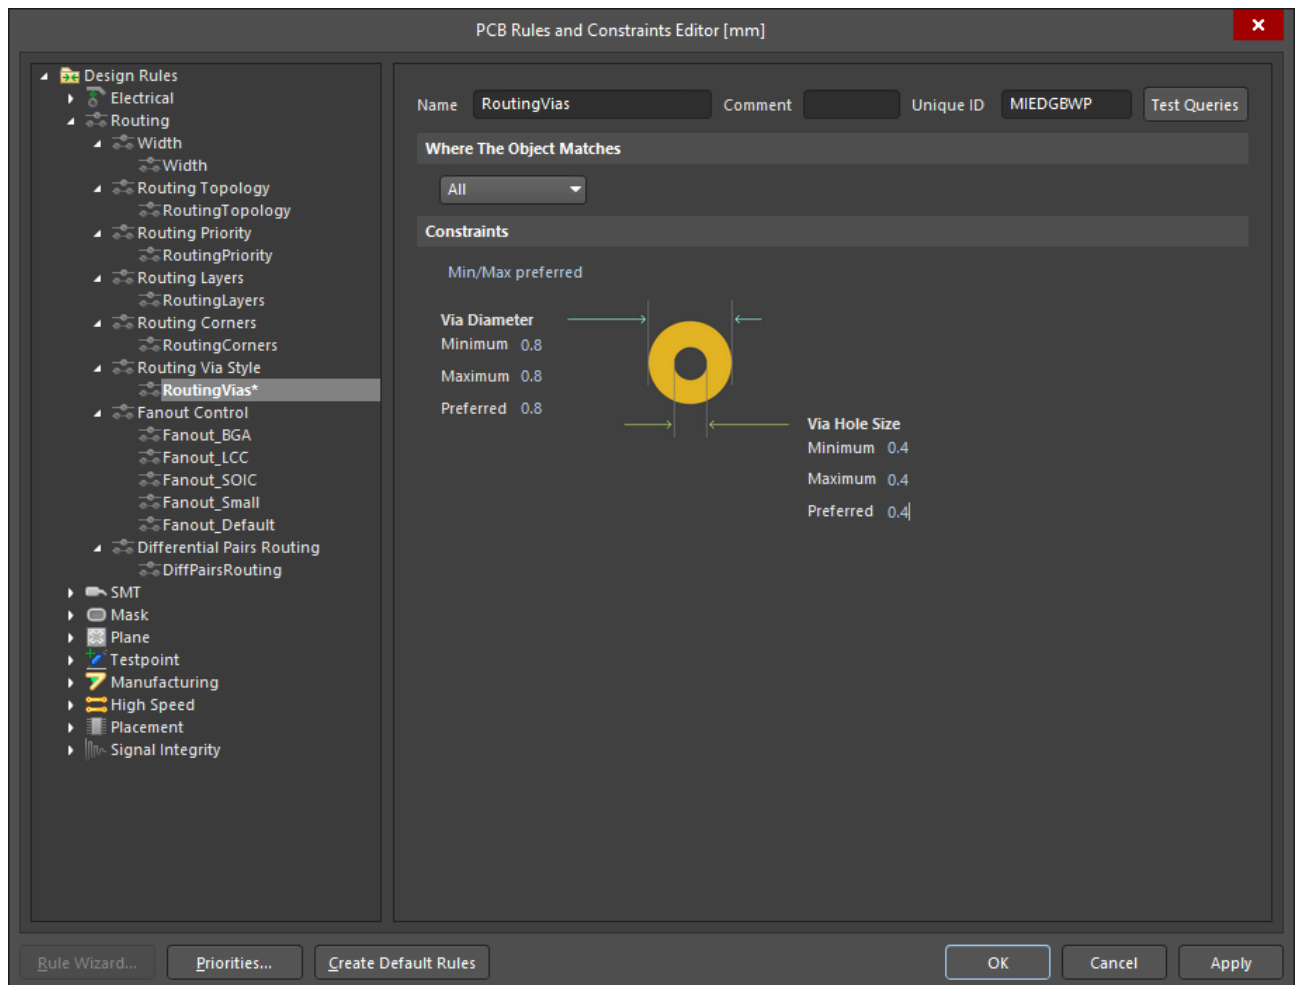 PCB Rules and Constraints Editor [mm]
Design Rules
Electrical
Routing
Width
Width
Routing Topology
RoutingTopology
Routing Priority
RoutingPriority
Routing Layers
RoutingLayers
Routing Corners
RoutingCorners
Routing Via Style
RoutingVias*
Fanout Control
Fanout_BGA
Fanout_LCC
Fanout_SOIC
Fanout_Small
Fanout_Default
Differential Pairs Routing
DiffPairsRouting
SMT
Mask
Plane
Testpoint
Manufacturing
High Speed
Placement
Signal Integrity
Name RoutingVias Comment Unique ID MIEDGBWP Test Queries
Where The Object Matches
All
Constraints
Min/Max preferred
Via Diameter
Minimum 0.8
Maximum 0.8
Preferred 0.8
Via Hole Size
Minimum 0.4
Maximum 0.4
Preferred 0.4
Rule Wizard... Priorities... Create Default Rules OK Cancel Apply